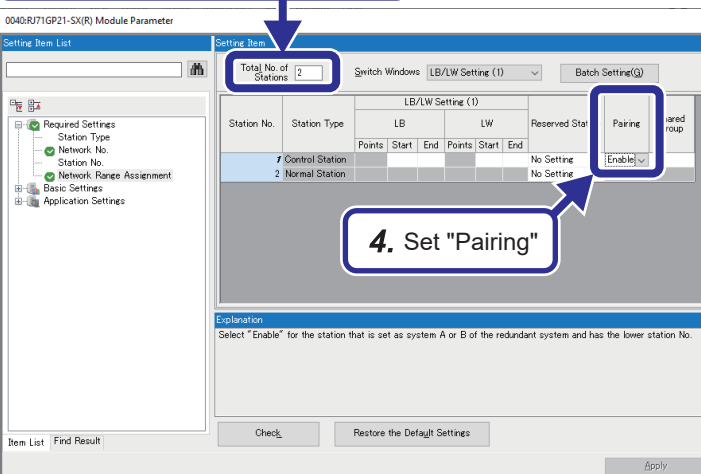 0040:RJ71GP21-SX(R) Module Parameter
Setting Item List
Setting Item
Total No. of
Stations
2
Switch Windows
LB/LW Setting (1)
Batch Setting(G)
Required Settings
Station Type
Network No.
Station No.
Network Range Assignment
Basic Settings
Application Settings
LB/LW Setting (1)
Station No. Station Type LB LW Pairing
Points Start End Points Start End
1 Control Station No Setting Enable
2 Normal Station No Setting
4. Set "Pairing"
Explanation
Select "Enable" for the station that is set as system A or B of the redundant system and has the lower station No.
Check
Restore the Default Settings
Item List Find Result
Apply